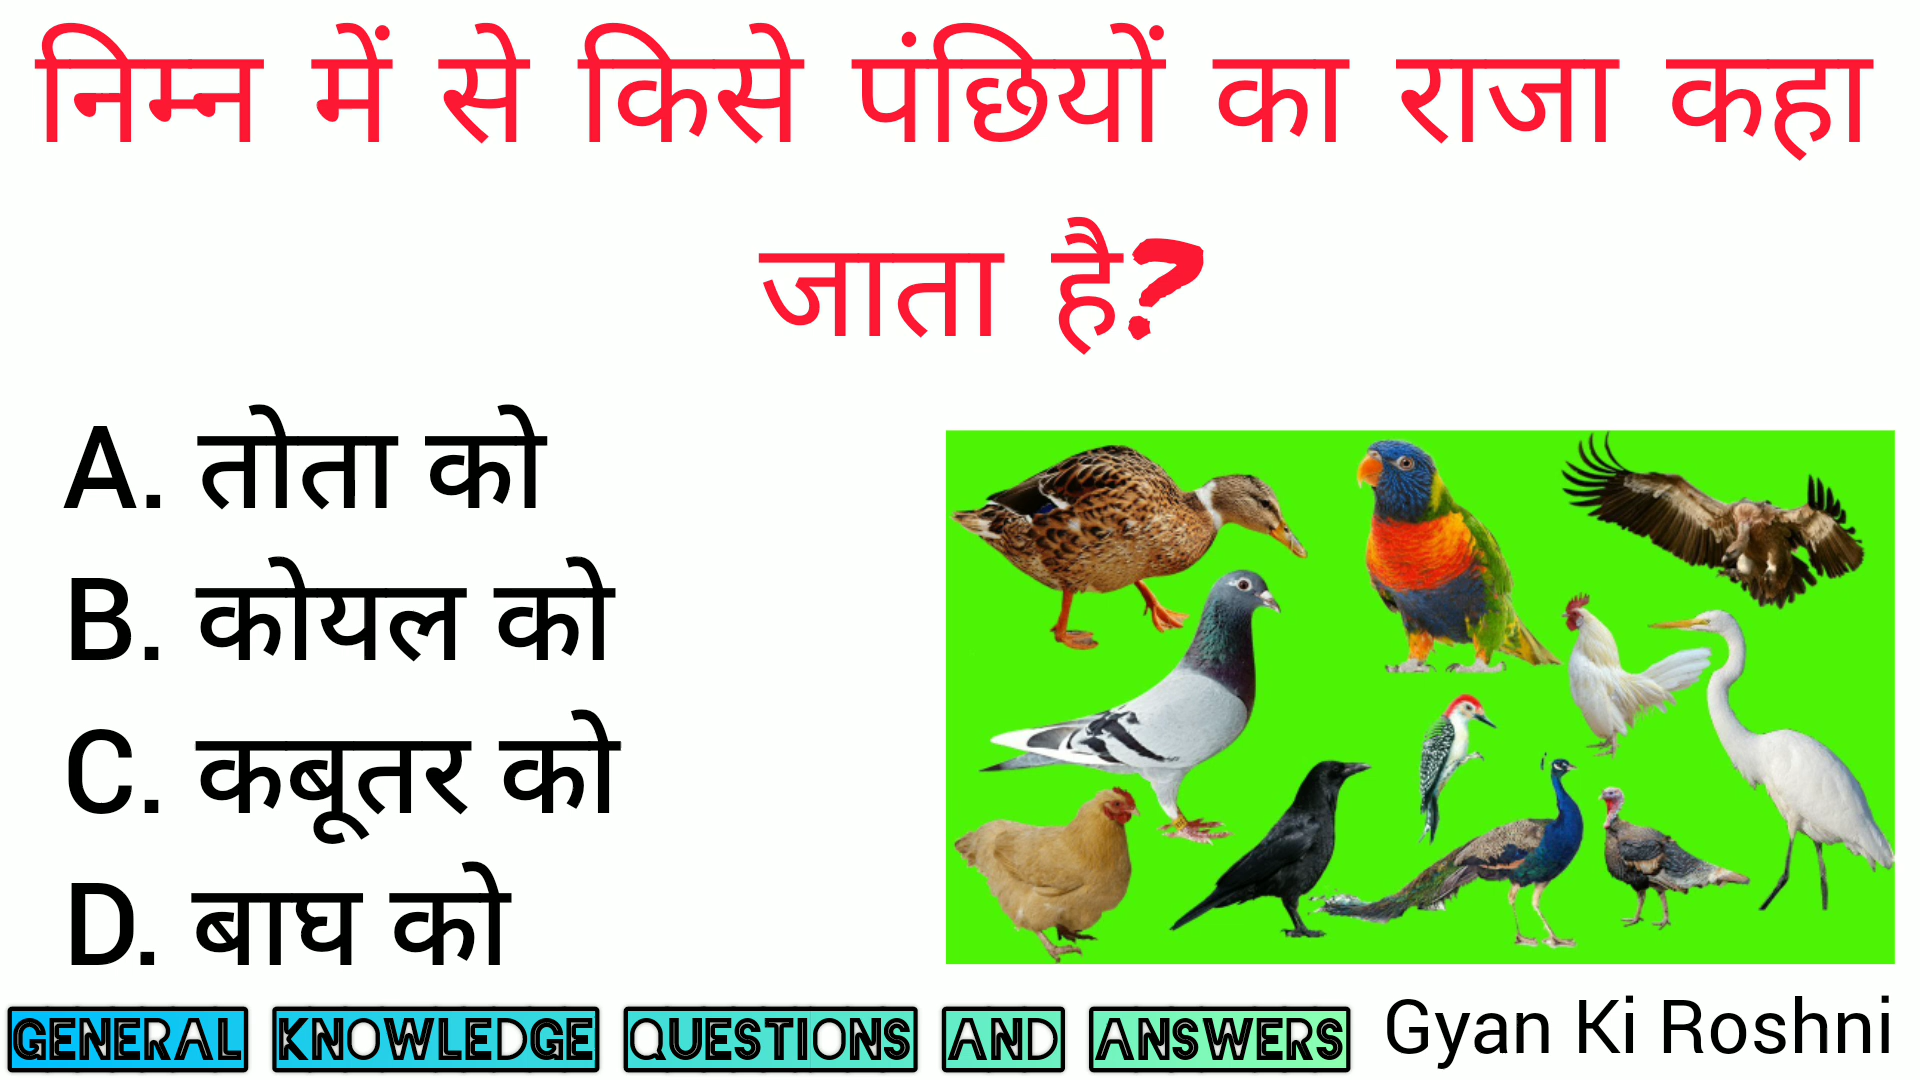 निम्न में से किसे पंछियों का राजा कहा
जाता है?
A. तोता को
B. कोयल को
C. कबूतर को
D. बाघ को
GENERAL KNOWLEDGE QUESTIONS AND ANSWERS Gyan Ki Roshni